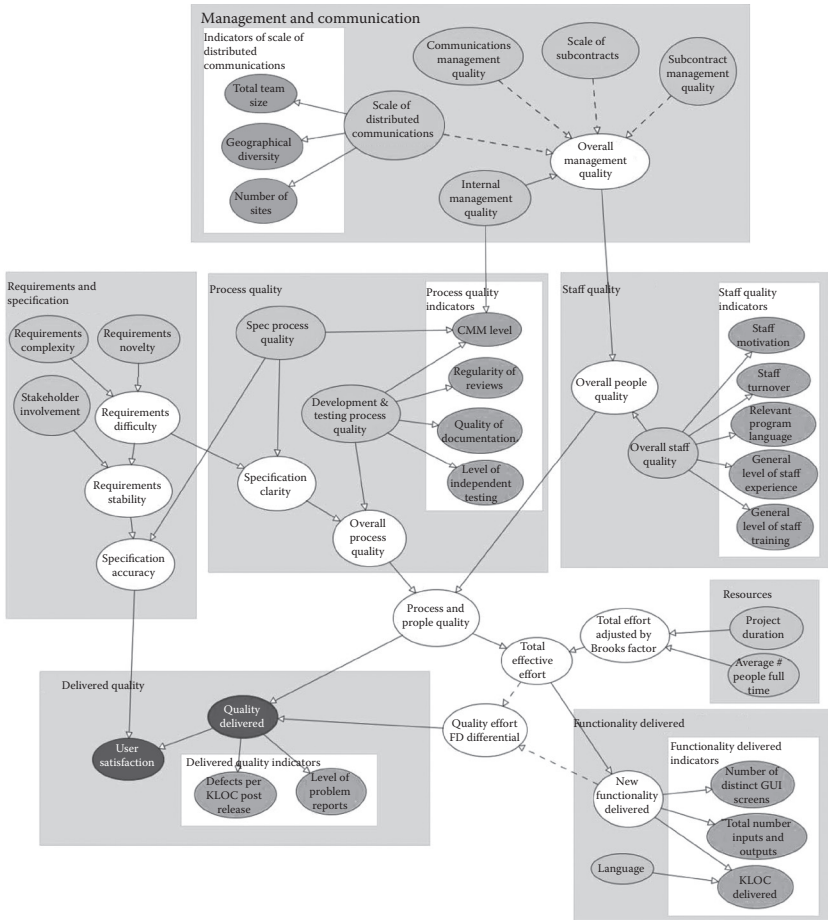 Management and communication
Indicators of scale of
distributed
communications
Total team
size
Geographical
diversity
Number of
sites
Scale of
distributed
communications
Communications
management
quality
Scale of
subcontracts
Subcontract
management
quality
Overall
management
quality
Internal
management
quality
Requirements and
specification
Requirements
complexity
Requirements
novelty
Stakeholder
involvement
Requirements
difficulty
Requirements
stability
Specification
accuracy
Process quality
Spec process
quality
Development &
testing process
quality
Specification
clarity
Overall
process
quality
Process quality
indicators
CMM level
Regularity of
reviews
Quality of
documentation.
Level of
independent
testing
Staff quality
Overall people
quality
Overall staff
quality
Staff quality
indicators
Staff
motivation
Staff
turnover
Relevant
program
language
General
level of staff
experience
General
level of staff
training
Process and
prople quality
Total
effective
effort
Total effort
adjusted by
Brooks factor
Resources
Project
duration
Average #
people full
time
Delivered quality
Quality
delivered
User
satisfaction
Delivered quality indicators
Defects per
KLOC post
release
Level of
problem
reports
Quality effort
FD differential
Functionality delivered
New
functionality
delivered
Language
Functionality delivered
indicators
Number of
distinct GUI
screens
Total number
inputs and
outputs
KLOC
delivered